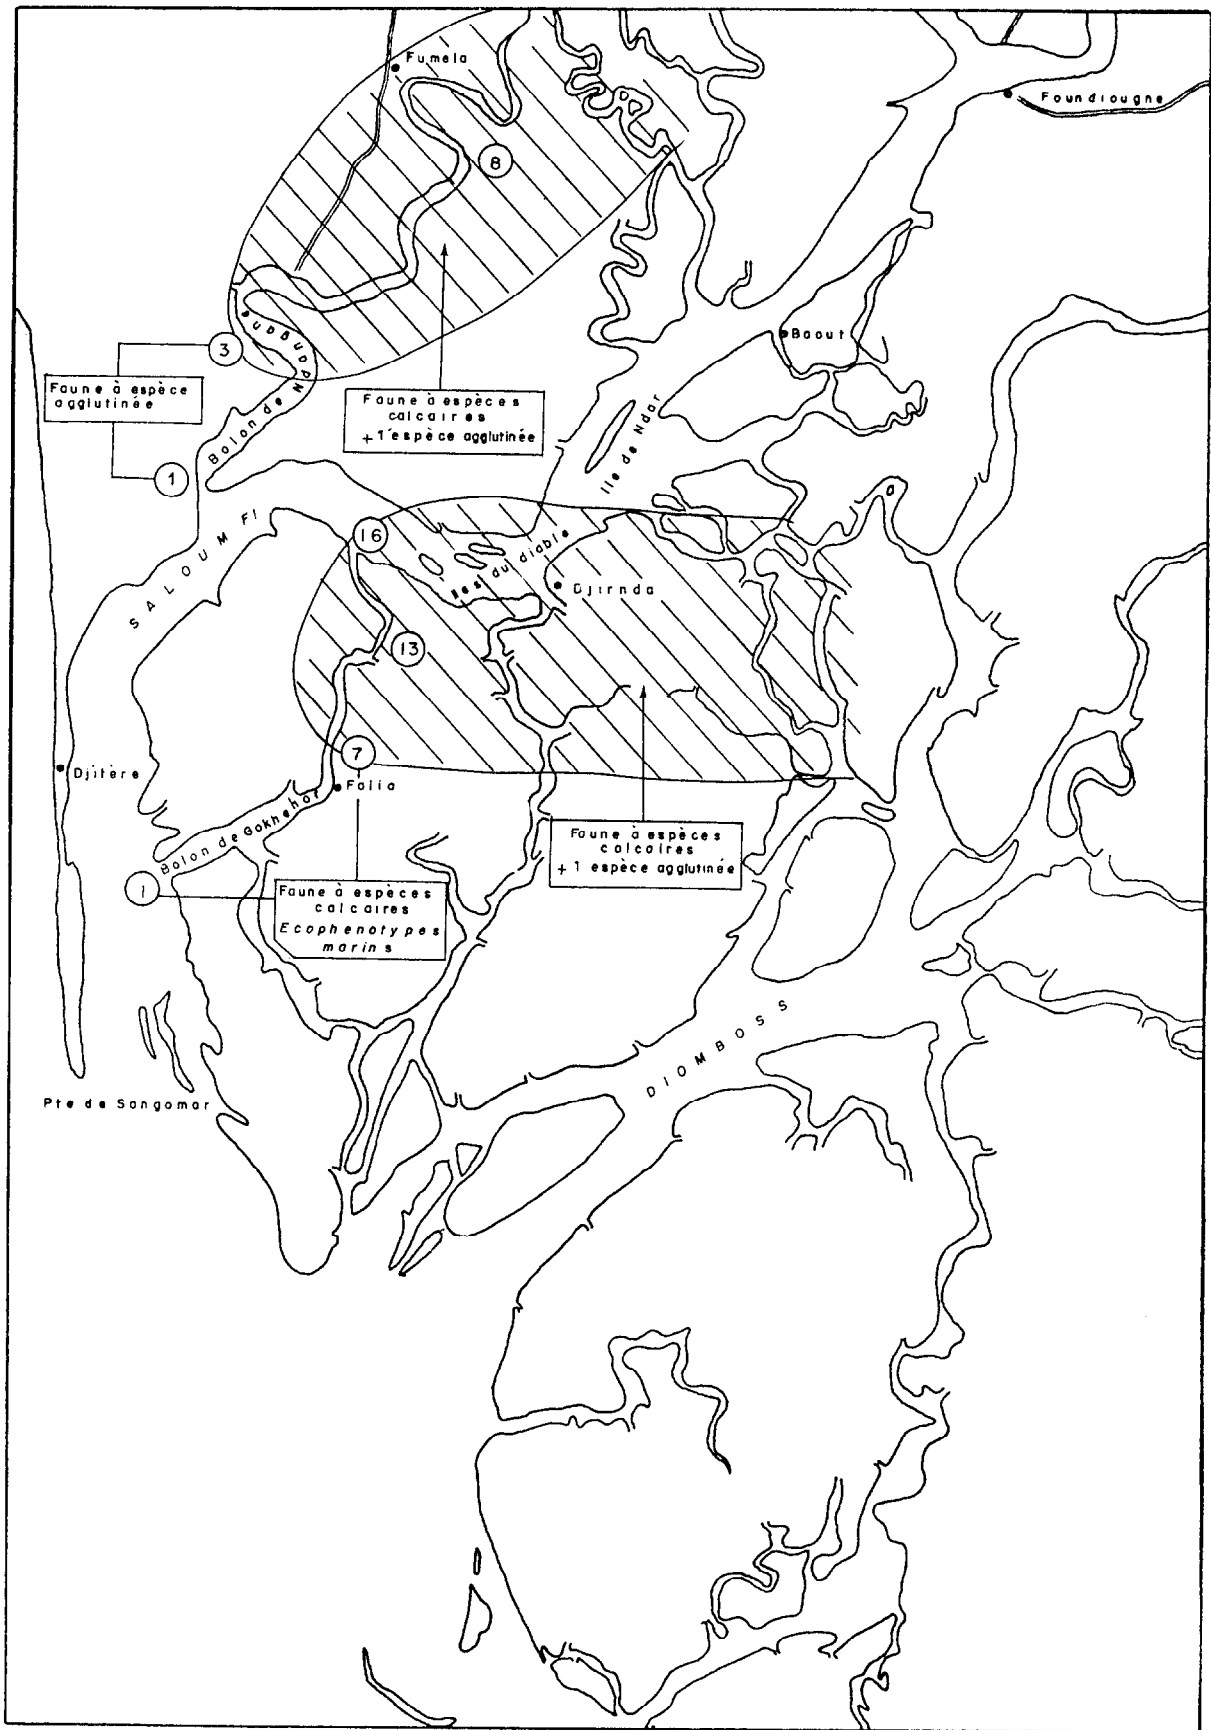 Fumela
Foundiougne
8
Baout
3
Faune à espèce
agglutinée
Faune à espèces
calcaires
+ 1 espèce agglutinée
Bolon de
1
Ile de Ndar
SALOUM Fl
16
Iles du diable
Djirnda
13
7
Djitère
Falia
Bolon de Gokhehor
Faune à espèces
calcaires
+ 1 espèce agglutinée
1
Faune à espèces
calcaires
Ecophenotypes
marins
DIOMBOSS
Pte de Sangomar